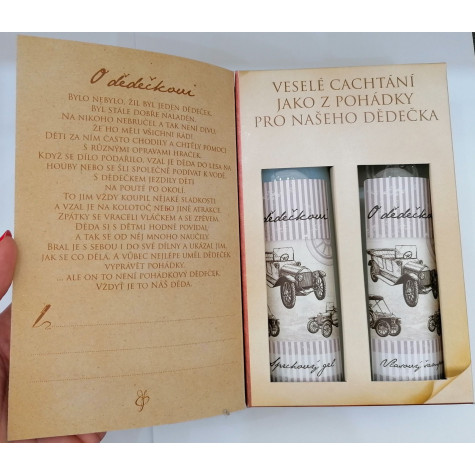 O dědečkovi
Bylo nebylo, žil byl jeden dědeček.
Byl stále dobré nálady,
na nikoho nebručel a tak není divu,
že ho měli všichni rádi.
Děti za ním často chodily a chtěly pomoci
s různými opravami hraček.
Když se dílo podařilo, vzal je děda do lesa na
houby nebo se šli společně podívat k vodě.
S dědečkem jezdily děti
na poutě po okolí.
To jim vždy koupil nějaké sladkosti
a vzal je na kolotoč nebo jiné atrakce.
Zpátky se vraceli vláčkem a se zpěvem.
Děda si s dětmi hodně povídal
a tak se od něj mnoho naučily.
Bral je s sebou i do své dílny a ukázal jim,
jak se co dělá. A vůbec nejlépe uměl dědeček
vyprávět pohádky.
... ale on to není pohádkový dědeček.
Vždyť je to náš děda.
VESELÉ CACHTÁNÍ
JAKO Z POHÁDKY
PRO NAŠEHO DĚDEČKA
dědečkovi
Sprchový gel
O dědečkovi
Vlasový